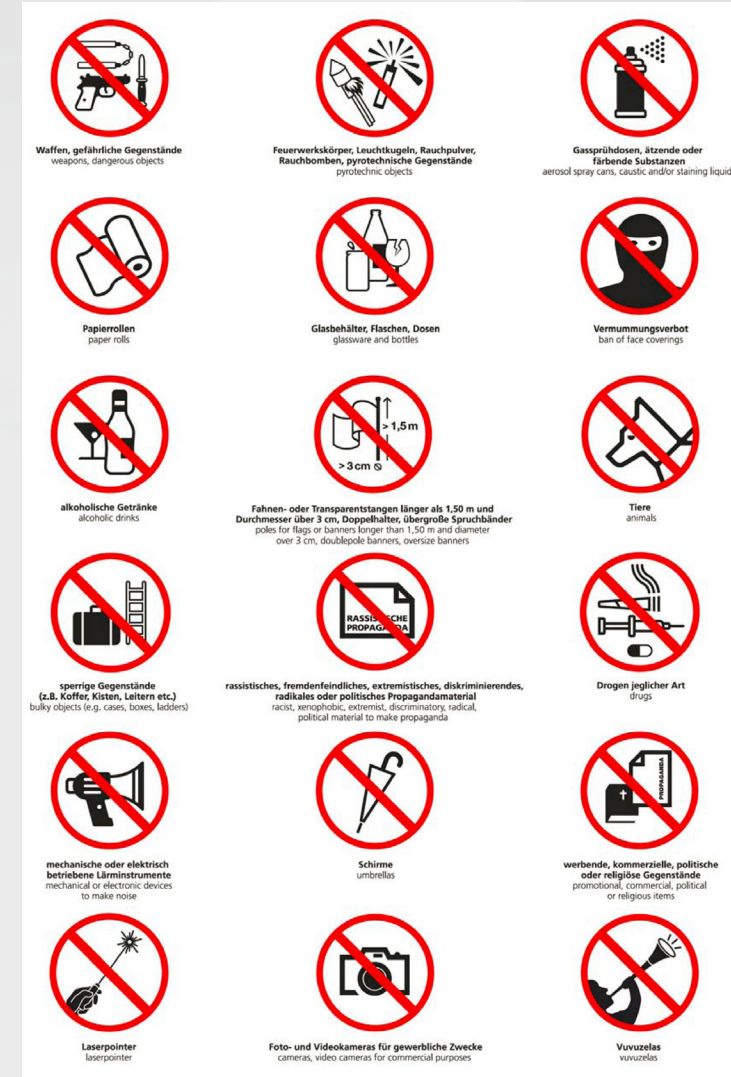 Waffen, gefährliche Gegenstände
weapons, dangerous objects
Feuerwerkskörper, Leuchtkugeln, Rauchpulver,
Rauchbomben, pyrotechnische Gegenstände
pyrotechnic objects
Gassprühdosen, ätzende oder
färbende Substanzen
aerosol spray cans, caustic and/or staining liquid
Papierrollen
paper rolls
Glasbehälter, Flaschen, Dosen
glassware and bottles
Vermummungsverbot
ban of face coverings
alkoholische Getränke
alcoholic drinks
> 1,5 m
> 3 cm
Fahnen- oder Transparentstangen länger als 1,50 m und
Durchmesser über 3 cm, Doppelhalter, übergroße Spruchbänder
poles for flags or banners longer than 1,50 m and diameter
over 3 cm, doublepole banners, oversize banners
Tiere
animals
sperrige Gegenstände
(z.B. Koffer, Kisten, Leitern etc.)
bulky objects (e.g. cases, boxes, ladders)
RASSISTISCHE
PROPAGANDA
rassistisches, fremdenfeindliches, extremistisches, diskriminierendes,
radikales oder politisches Propagandamaterial
racist, xenophobic, extremist, discriminatory, radical,
political material to make propaganda
Drogen jeglicher Art
drugs
mechanische oder elektrisch
betriebene Lärminstrumente
mechanical or electronic devices
to make noise
Schirme
umbrellas
PROPAGANDA
werbende, kommerzielle, politische
oder religiöse Gegenstände
promotional, commercial, political
or religious items
Laserpointer
laserpointer
Foto- und Videokameras für gewerbliche Zwecke
cameras, video cameras for commercial purposes
Vuvuzelas
vuvuzelas